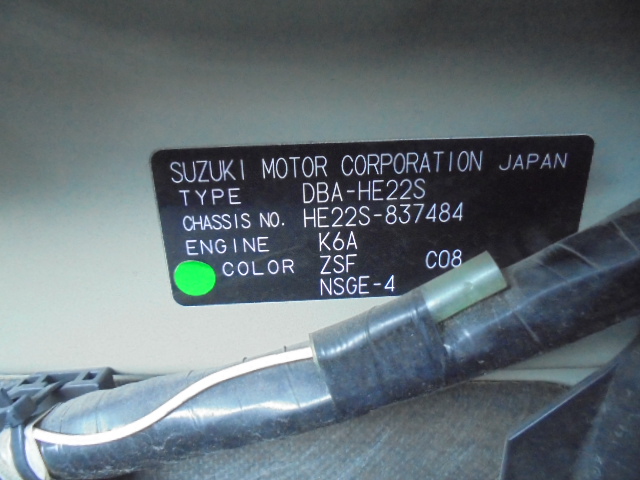 SUZUKI MOTOR CORPORATION JAPAN
TYPE DBA-HE22S
CHASSIS NO. HE22S-837484
ENGINE K6A
COLOR ZSF C08
NSGE-4